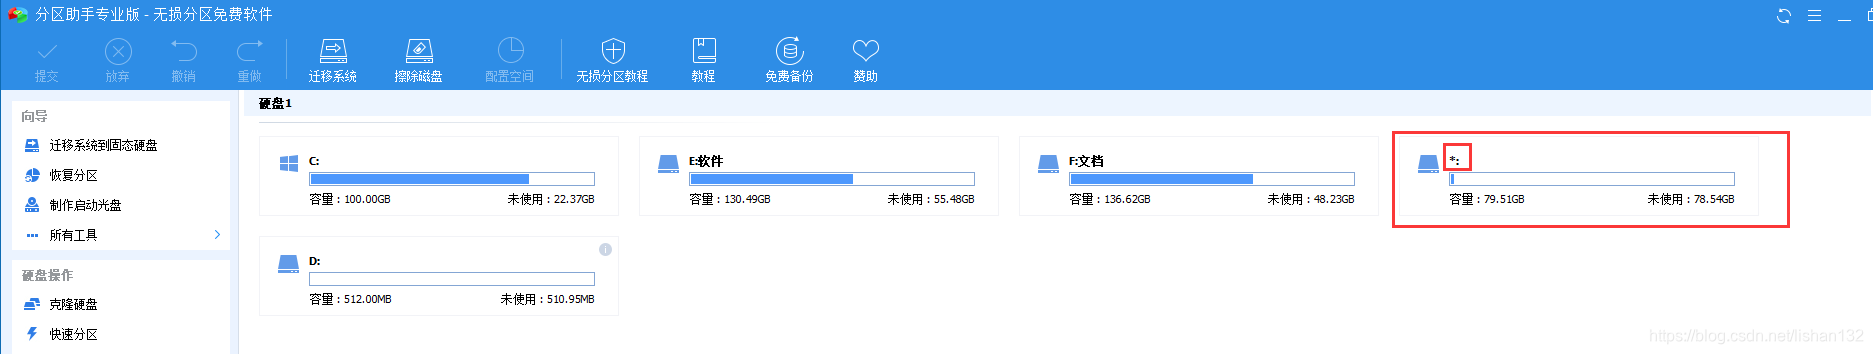 分区助手专业版 - 无损分区免费软件
提交 放弃 撤销 重做 迁移系统 擦除磁盘 配置空间 无损分区教程 教程 免费备份 赞助
向导
迁移系统到固态硬盘
恢复分区
制作启动光盘
所有工具
硬盘操作
克隆硬盘
快速分区
硬盘1
C:
容量：100.00GB 未使用：22.37GB
E:软件
容量：130.49GB 未使用：55.48GB
F:文档
容量：136.62GB 未使用：48.23GB
*:
容量：79.51GB 未使用：78.54GB
D:
容量：512.00MB 未使用：510.95MB
https://blog.csdn.net/lishan132